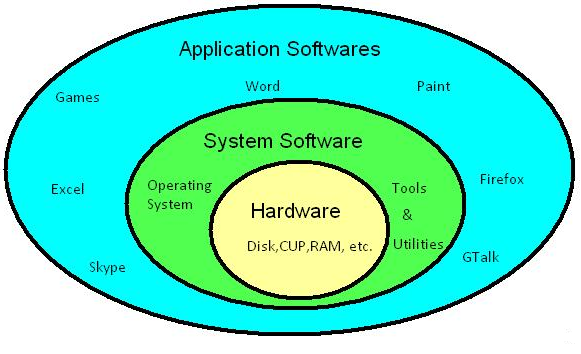 Application Softwares
Word
Paint
Games
System Software
Operating
System
Tools
&
Utilities
Excel
Firefox
Hardware
Disk,CUP,RAM, etc.
Skype
GTalk